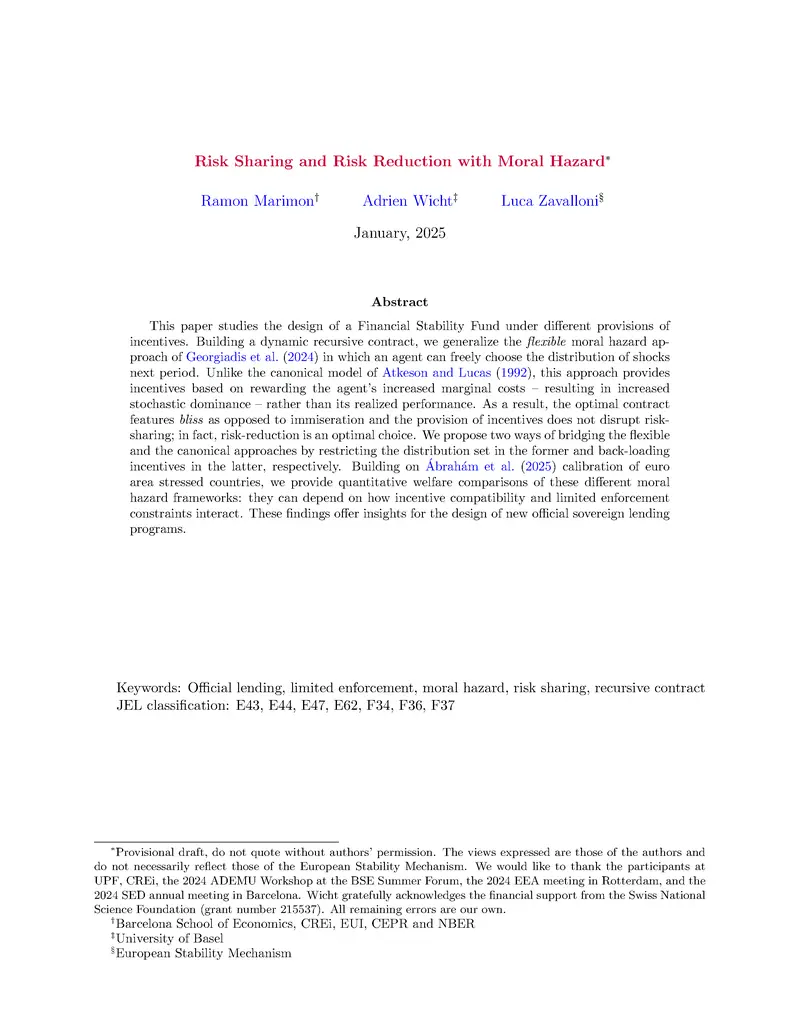 Risk Sharing and Risk Reduction with Moral Hazard*
Ramon Marimon† Adrien Wicht‡ Luca Zavalloni§
January, 2025
Abstract
This paper studies the design of a Financial Stability Fund under different provisions of
incentives. Building a dynamic recursive contract, we generalize the flexible moral hazard ap-
proach of Georgiadis et al. (2024) in which an agent can freely choose the distribution of shocks
next period. Unlike the canonical model of Atkeson and Lucas (1992), this approach provides
incentives based on rewarding the agent's increased marginal costs – resulting in increased
stochastic dominance – rather than its realized performance. As a result, the optimal contract
features bliss as opposed to immiseration and the provision of incentives does not disrupt risk-
sharing; in fact, risk-reduction is an optimal choice. We propose two ways of bridging the flexible
and the canonical approaches by restricting the distribution set in the former and back-loading
incentives in the latter, respectively. Building on Ábrahám et al. (2025) calibration of euro
area stressed countries, we provide quantitative welfare comparisons of these different moral
hazard frameworks: they can depend on how incentive compatibility and limited enforcement
constraints interact. These findings offer insights for the design of new official sovereign lending
programs.
Keywords: Official lending, limited enforcement, moral hazard, risk sharing, recursive contract
JEL classification: E43, E44, E47, E62, F34, F36, F37
*Provisional draft, do not quote without authors' permission. The views expressed are those of the authors and
do not necessarily reflect those of the European Stability Mechanism. We would like to thank the participants at
UPF, CREi, the 2024 ADEMU Workshop at the BSE Summer Forum, the 2024 EEA meeting in Rotterdam, and the
2024 SED annual meeting in Barcelona. Wicht gratefully acknowledges the financial support from the Swiss National
Science Foundation (grant number 215537). All remaining errors are our own.
†Barcelona School of Economics, CREi, EUI, CEPR and NBER
‡University of Basel
§European Stability Mechanism